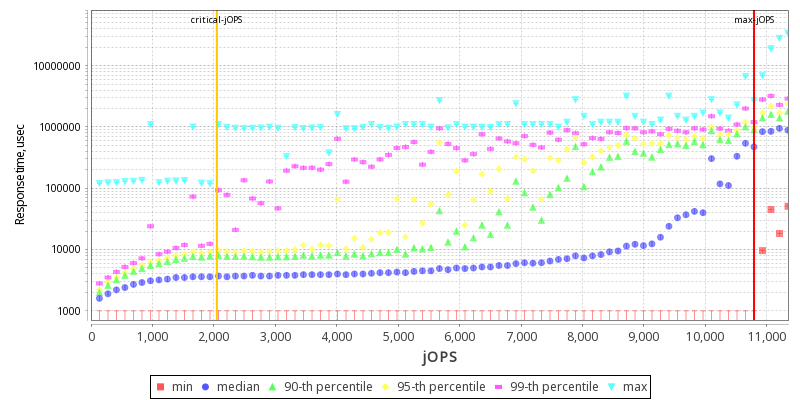 critical-jOPS
max-jOPS
10000000
1000000
100000
10000
1000
Response time, usec
0
1,000
2,000
3,000
4,000
5,000
6,000
7,000
8,000
9,000
10,000
11,000
jOPS
min
median
90-th percentile
95-th percentile
99-th percentile
max